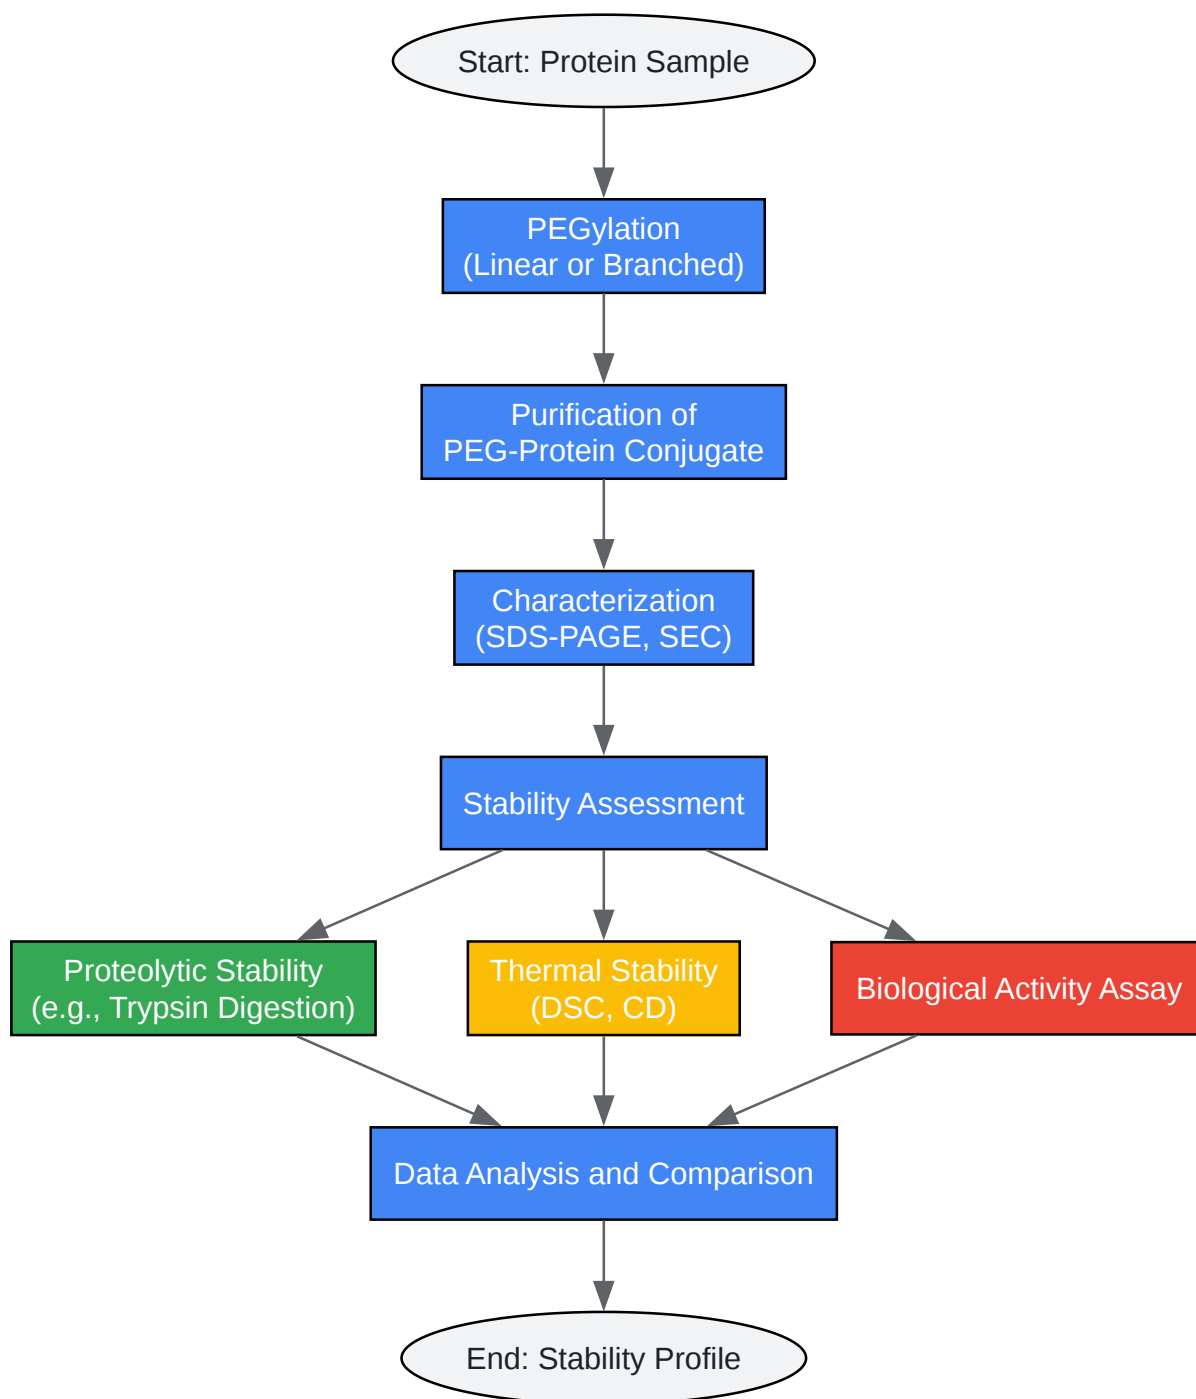 Start: Protein Sample
PEGylation
(Linear or Branched)
Purification of
PEG-Protein Conjugate
Characterization
(SDS-PAGE, SEC)
Stability Assessment
Proteolytic Stability
(e.g., Trypsin Digestion)
Thermal Stability
(DSC, CD)
Biological Activity Assay
Data Analysis and Comparison
End: Stability Profile